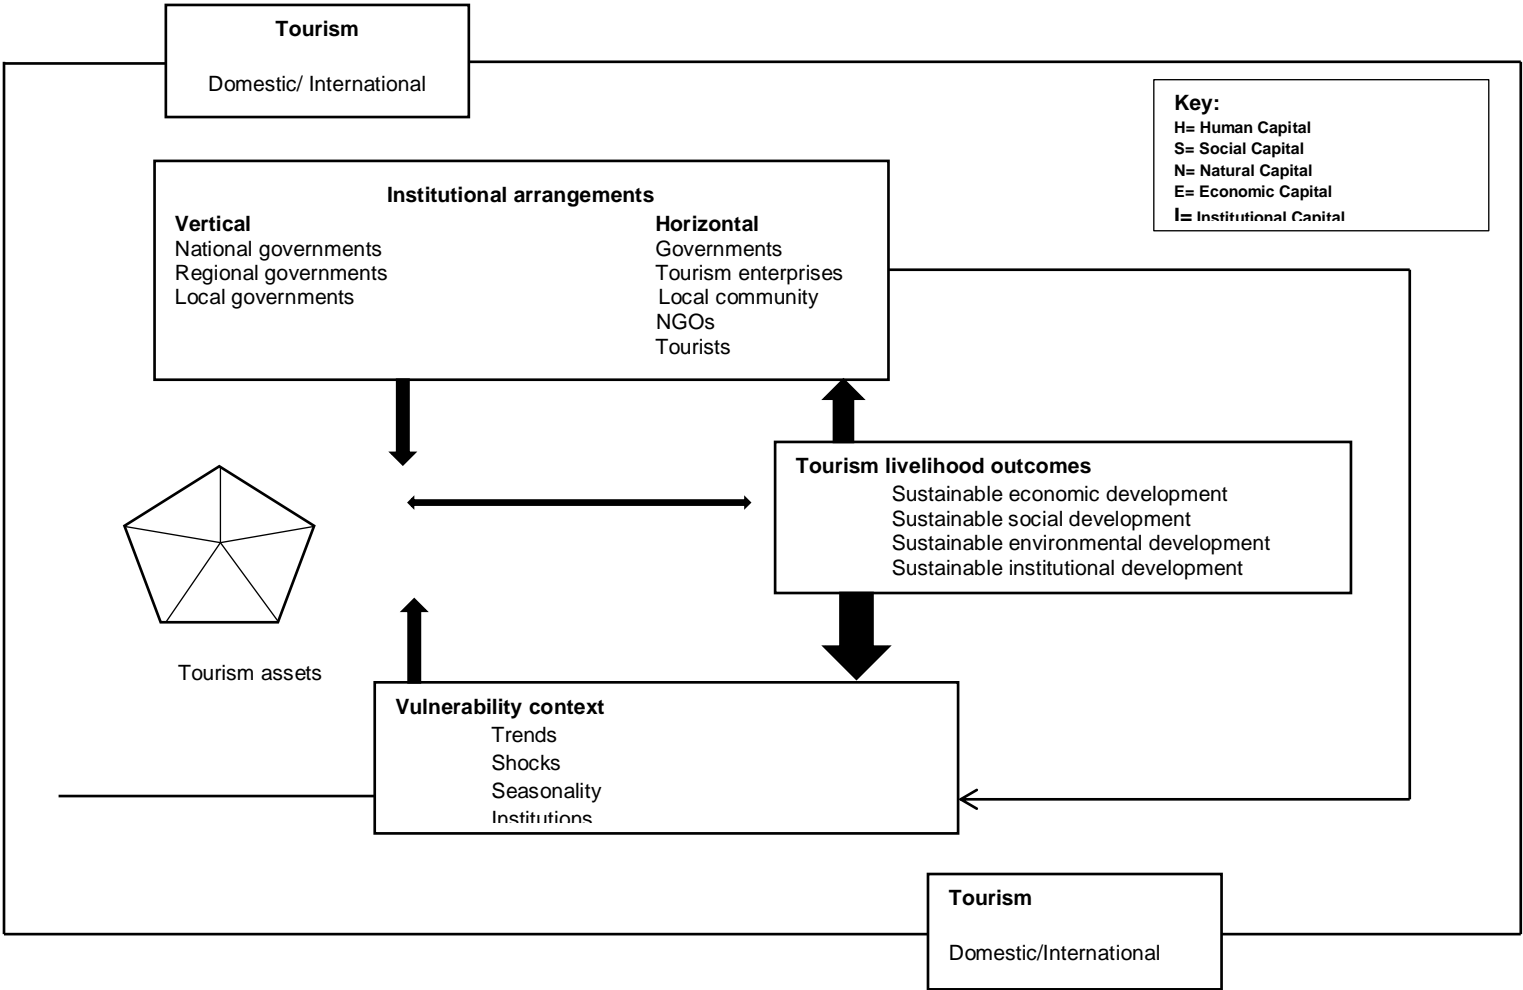 Tourism
Domestic/ International
Key:
H= Human Capital
S= Social Capital
N= Natural Capital
E= Economic Capital
I= Institutional Capital
Institutional arrangements
Vertical
National governments
Regional governments
Local governments
Horizontal
Governments
Tourism enterprises
Local community
NGOs
Tourists
Tourism livelihood outcomes
Sustainable economic development
Sustainable social development
Sustainable environmental development
Sustainable institutional development
Tourism assets
Vulnerability context
Trends
Shocks
Seasonality
Institutions
Tourism
Domestic/International